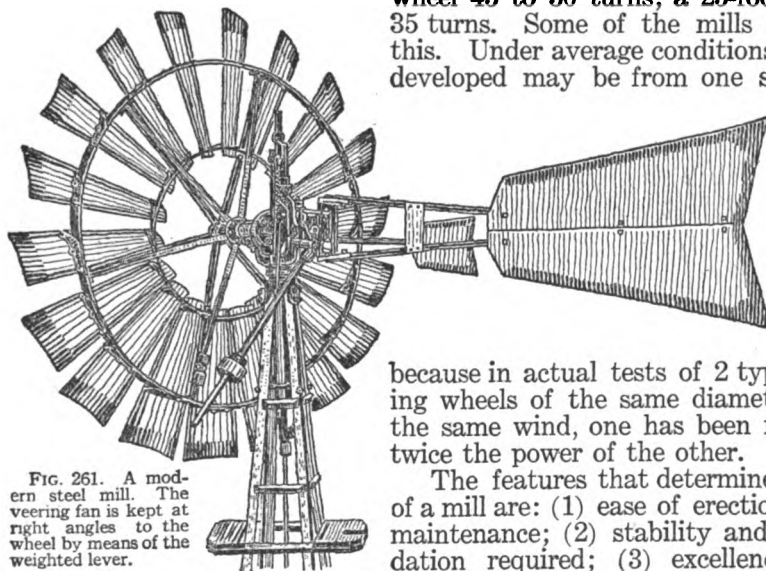 35 turns. Some of the mills
this. Under average conditions
developed may be from one s
because in actual tests of 2 typ
ing wheels of the same diamet
the same wind, one has been
twice the power of the other.
The features that determine
of a mill are: (1) ease of erectio
maintenance; (2) stability and
dation required; (3) excellen
FIG. 261. A mod-
ern steel mill. The
veering fan is kept at
right angles to the
wheel by means of the
weighted lever.